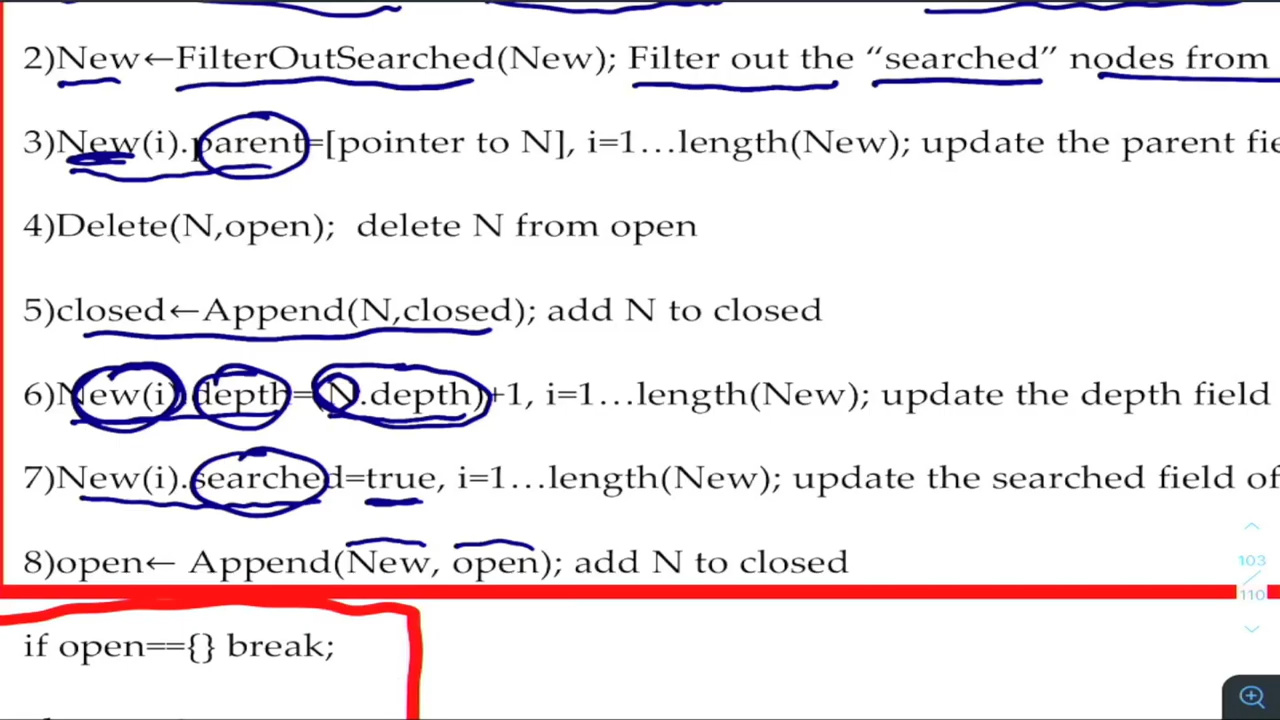 2)New←FilterOutSearched(New); Filter out the “searched” nodes from
3)New(i).parent=[pointer to N], i=1…length(New); update the parent fie
4)Delete(N,open); delete N from open
5)closed←Append(N,closed); add N to closed
6)New(i).depth=(N.depth)+1, i=1…length(New); update the depth field
7)New(i).searched=true, i=1…length(New); update the searched field of
8)open← Append(New, open); add N to closed
103
/
110
if open=={} break;